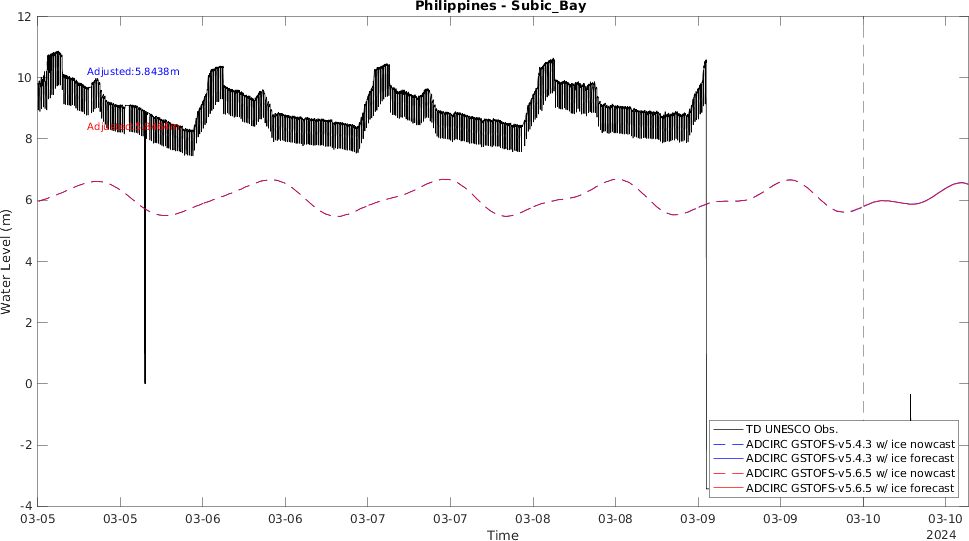 Philippines - Subic_Bay
12
10
8
6
4
2
0
-2
-4
Water Level (m)
Adjusted:5.8438m
TD UNESCO Obs.
ADCIRC GSTOFS-v5.4.3 w/ ice nowcast
ADCIRC GSTOFS-v5.4.3 w/ ice forecast
ADCIRC GSTOFS-v5.6.5 w/ ice nowcast
ADCIRC GSTOFS-v5.6.5 w/ ice forecast
03-05 03-05 03-06 03-06 03-07 03-07 03-08 03-08 03-09 03-09 03-10 03-10
Time
2024